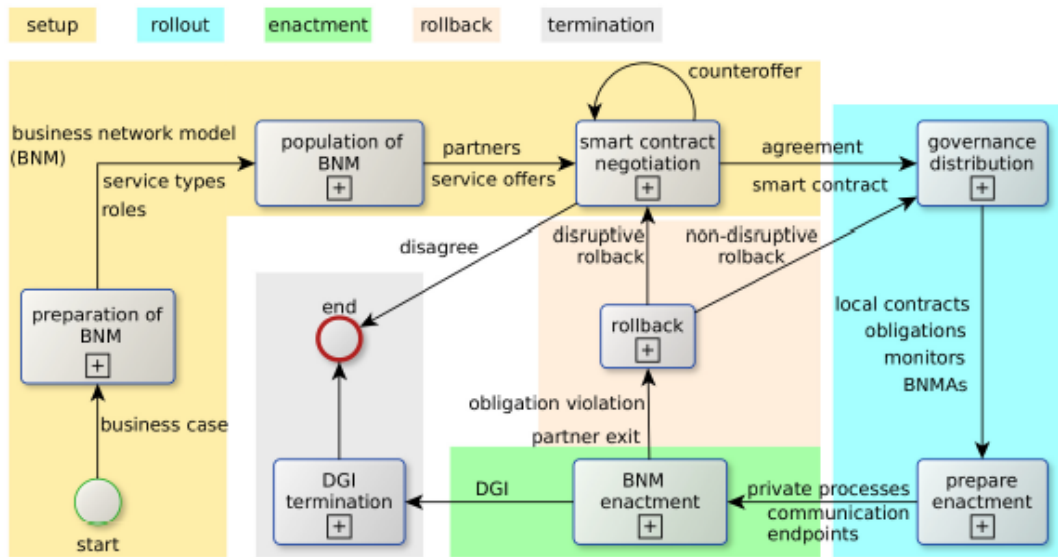 setup
rollout
enactment
rollback
termination
counteroffer
business network model
(BNM)
service types
roles
population of
BNM
partners
service offers
smart contract
negotiation
agreement
smart contract
governance
distribution
disagree
disruptive
rolback
non-disruptive
rolback
end
preparation of
BNM
rollback
local contracts
obligations
monitors
BNMAs
business case
obligation violation
partner exit
start
DGI
termination
DGI
BNM
enactment
private processes
communication
endpoints
prepare
enactment